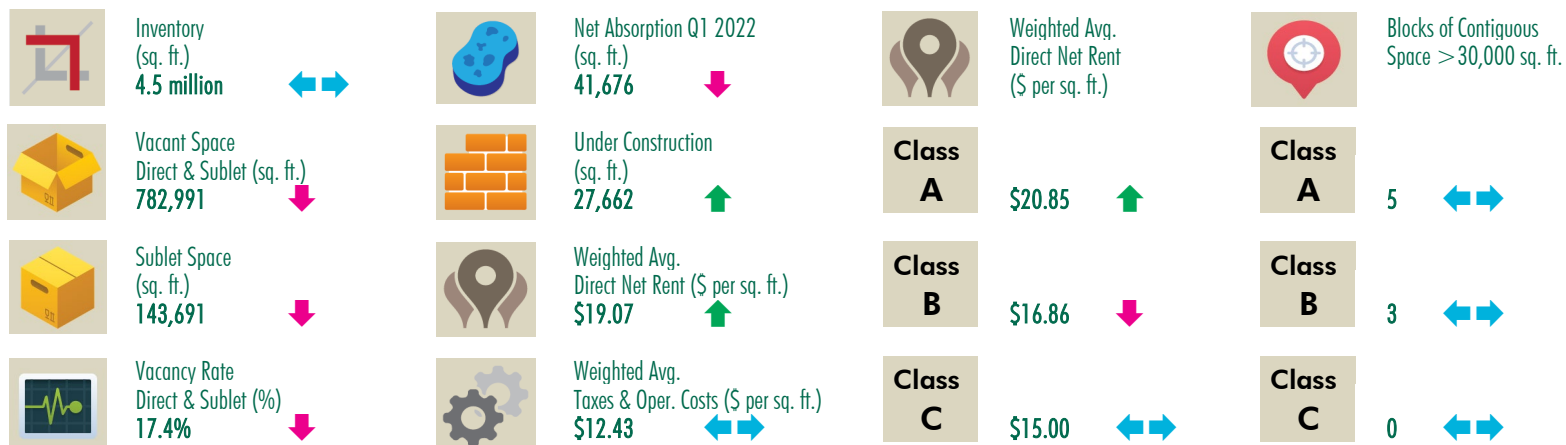 Inventory
(sq. ft.)
4.5 million
Vacant Space
Direct & Sublet (sq. ft.)
782,991
Sublet Space
(sq. ft.)
143,691
Vacancy Rate
Direct & Sublet (%)
17.4%
Net Absorption Q1 2022
(sq. ft.)
41,676
Under Construction
(sq. ft.)
27,662
Weighted Avg.
Direct Net Rent ($ per sq. ft.)
$19.07
Weighted Avg.
Taxes & Oper. Costs ($ per sq. ft.)
$12.43
Weighted Avg.
Direct Net Rent
($ per sq. ft.)
Class
A
$20.85
Class
B
$16.86
Class
C
$15.00
Blocks of Contiguous
Space >30,000 sq. ft.
Class
A
5
Class
B
3
Class
C
0